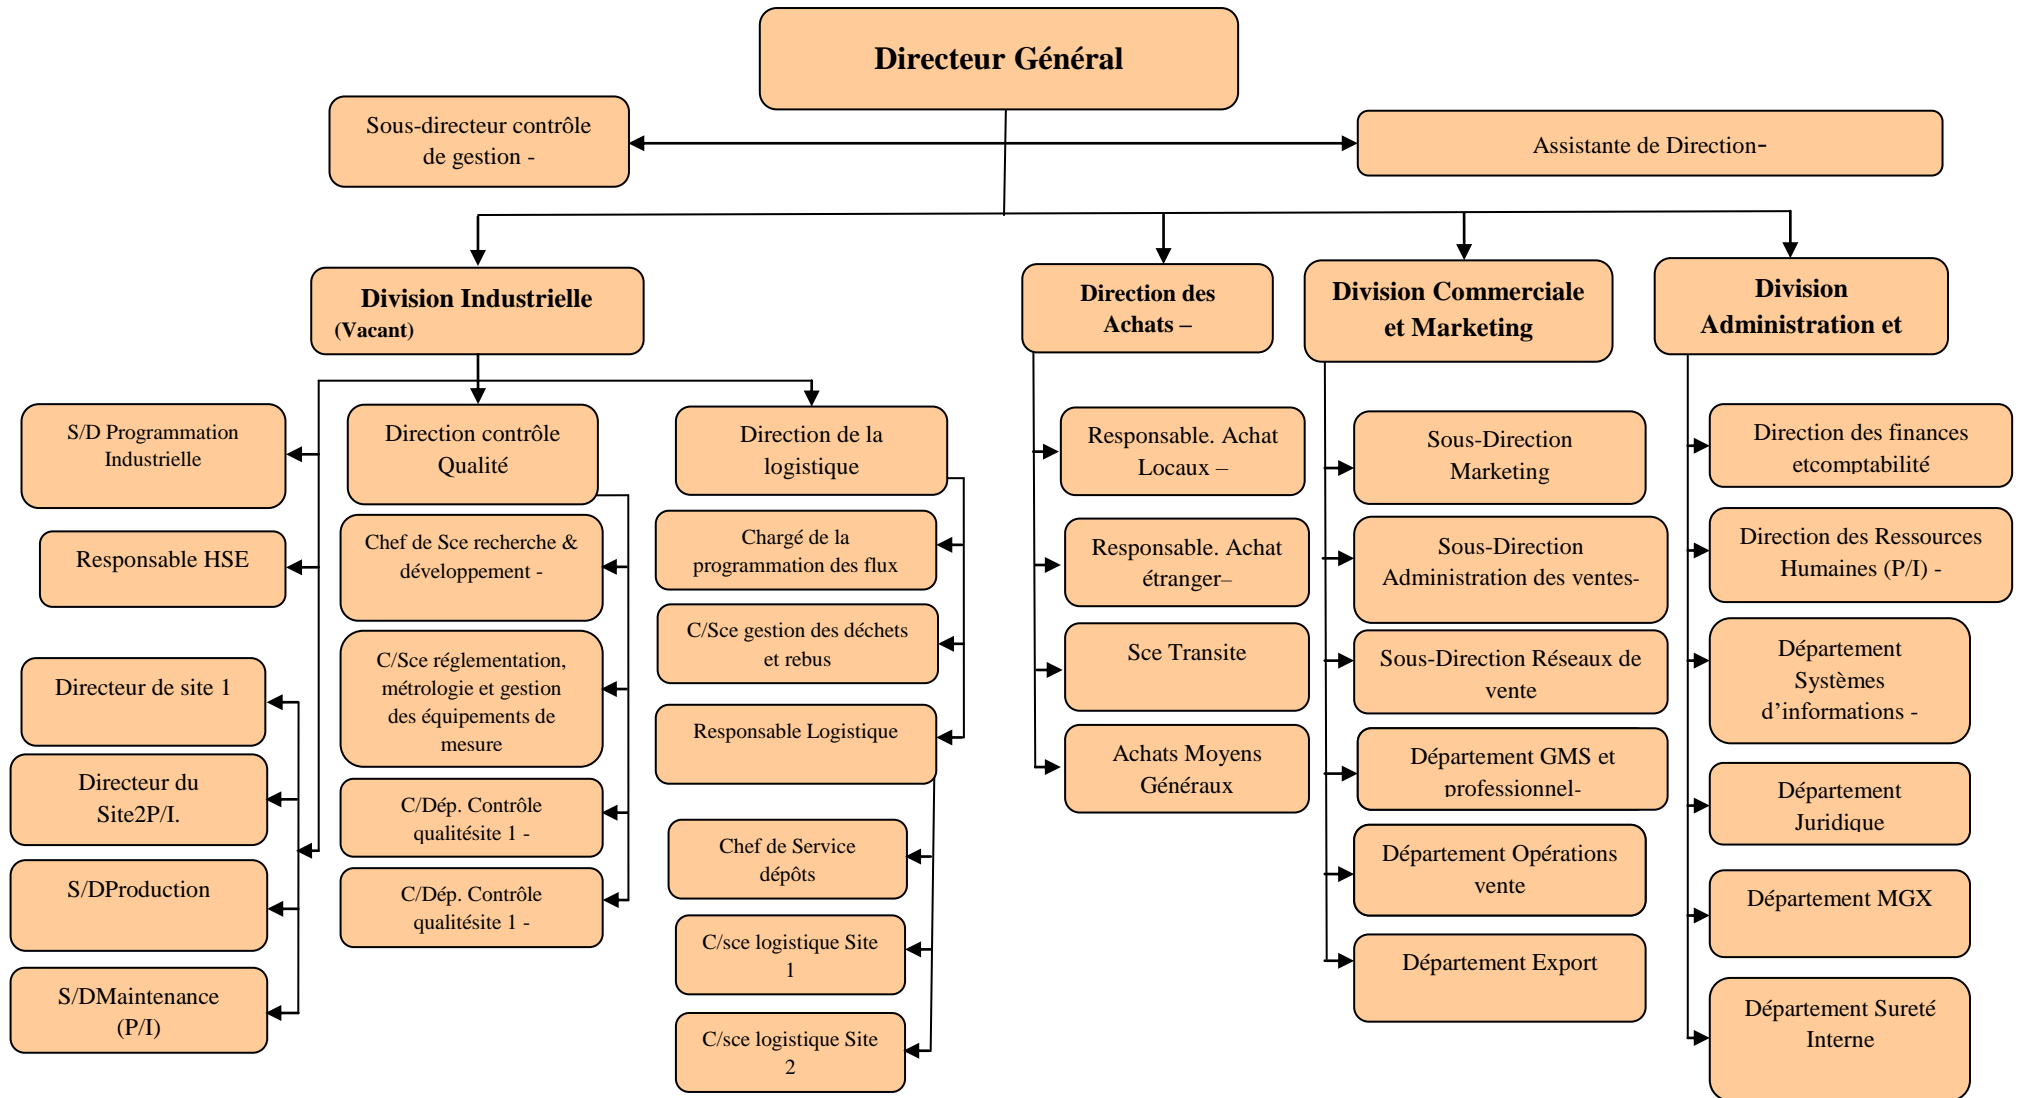 Directeur Général
Sous-directeur contrôle
de gestion -
Assistante de Direction-
Division Industrielle
(Vacant)
Direction des
Achats –
Division Commerciale
et Marketing
Division
Administration et
S/D Programmation
Industrielle
Responsable HSE
Directeur de site 1
Directeur du
Site2P/I.
S/DProduction
S/DMaintenance
(P/I)
Direction contrôle
Qualité
Chef de Sce recherche &
développement -
C/Sce réglementation,
métrologie et gestion
des équipements de
mesure
C/Dép. Contrôle
qualitésite 1 -
C/Dép. Contrôle
qualitésite 1 -
Direction de la
logistique
Chargé de la
programmation des flux
C/Sce gestion des déchets
et rebus
Responsable Logistique
Chef de Service
dépôts
C/sce logistique Site
1
C/sce logistique Site
2
Responsable. Achat
Locaux –
Responsable. Achat
étranger–
Sce Transite
Achats Moyens
Généraux
Sous-Direction
Marketing
Sous-Direction
Administration des ventes-
Sous-Direction Réseaux de
vente
Département GMS et
professionnel-
Département Opérations
vente
Département Export
Direction des finances
etcomptabilité
Direction des Ressources
Humaines (P/I) -
Département
Systèmes
d’informations -
Département
Juridique
Département MGX
Département Sureté
Interne